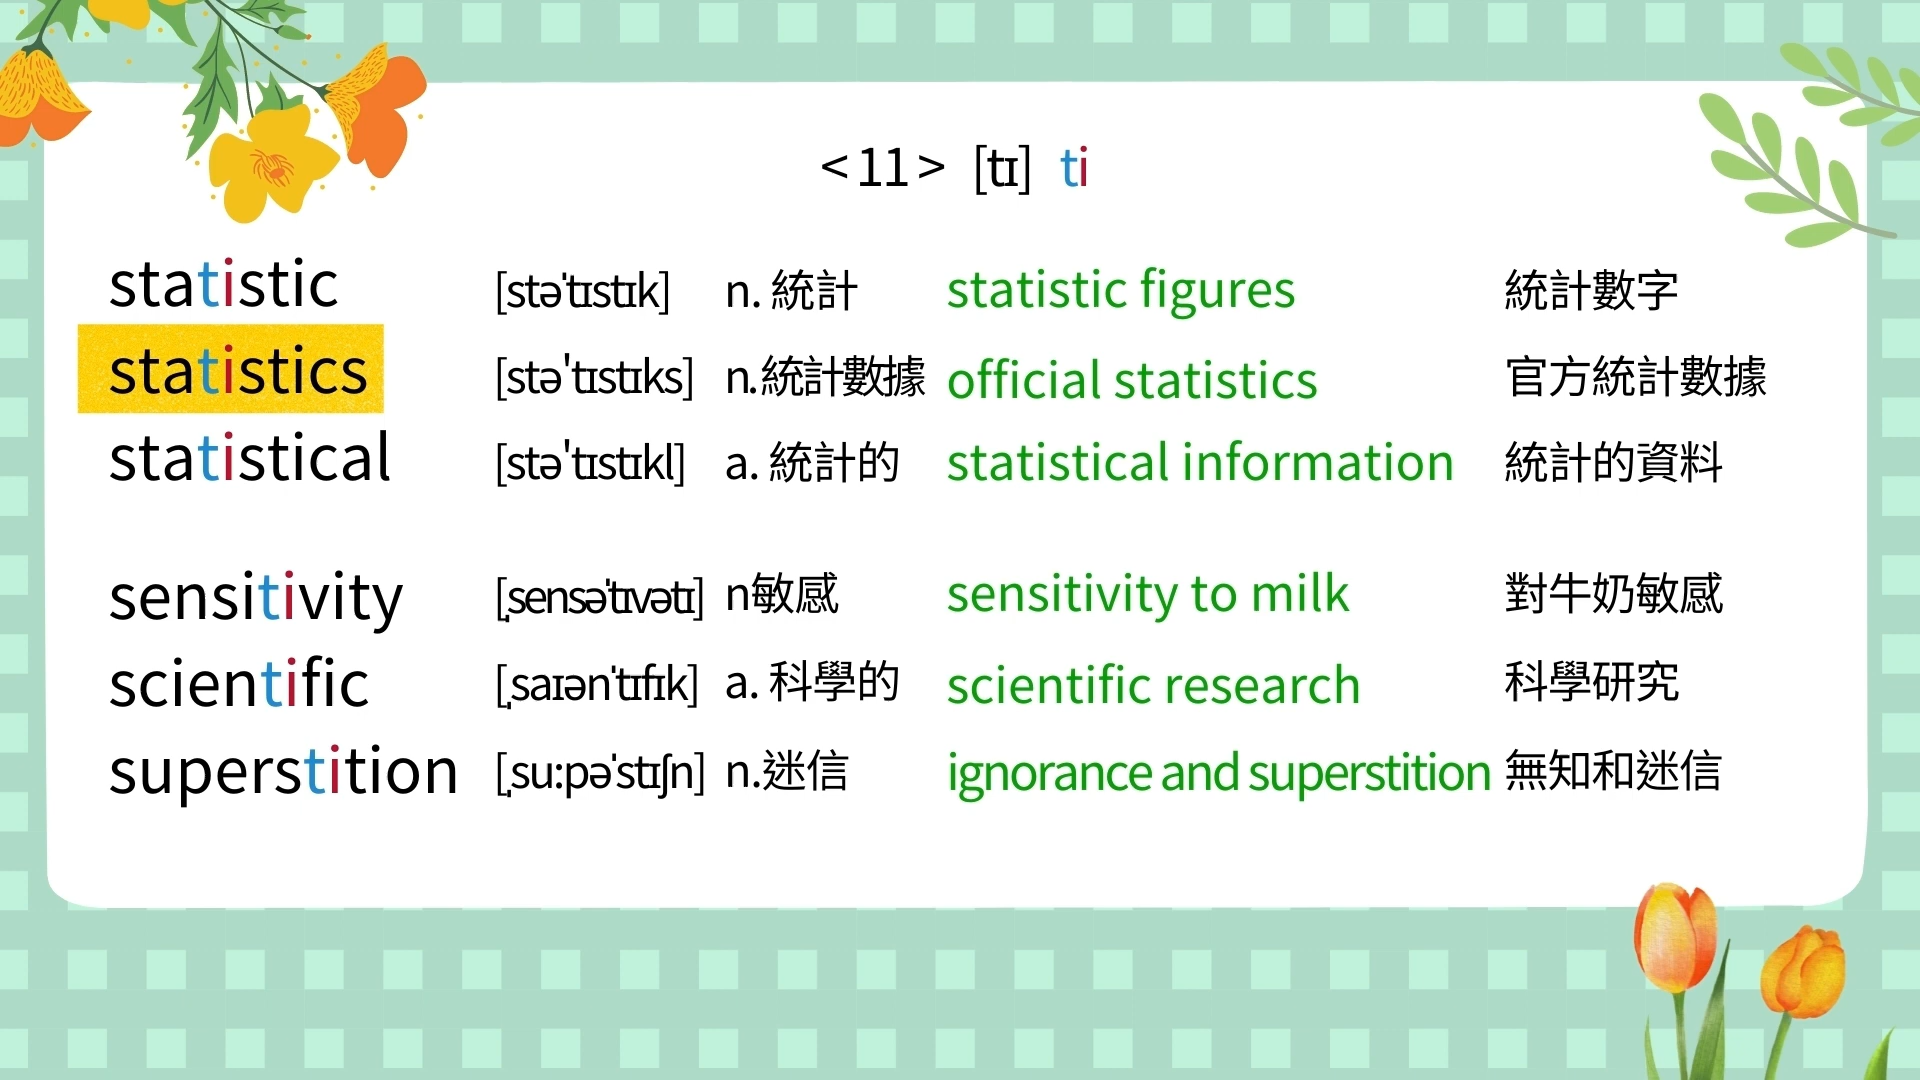 <11> [tɪ] ti
statistic [stəˈtɪstɪk] n. 統計 statistic figures 統計數字
statistics [stəˈtɪstɪks] n.統計數據 official statistics 官方統計數據
statistical [stəˈtɪstɪkl] a. 統計的 statistical information 統計的資料
sensitivity [ˌsensəˈtɪvətɪ] n敏感 sensitivity to milk 對牛奶敏感
scientific [ˌsaɪənˈtɪfɪk] a. 科學的 scientific research 科學研究
superstition [ˌsu:pəˈstɪʃn] n.迷信 ignorance and superstition 無知和迷信